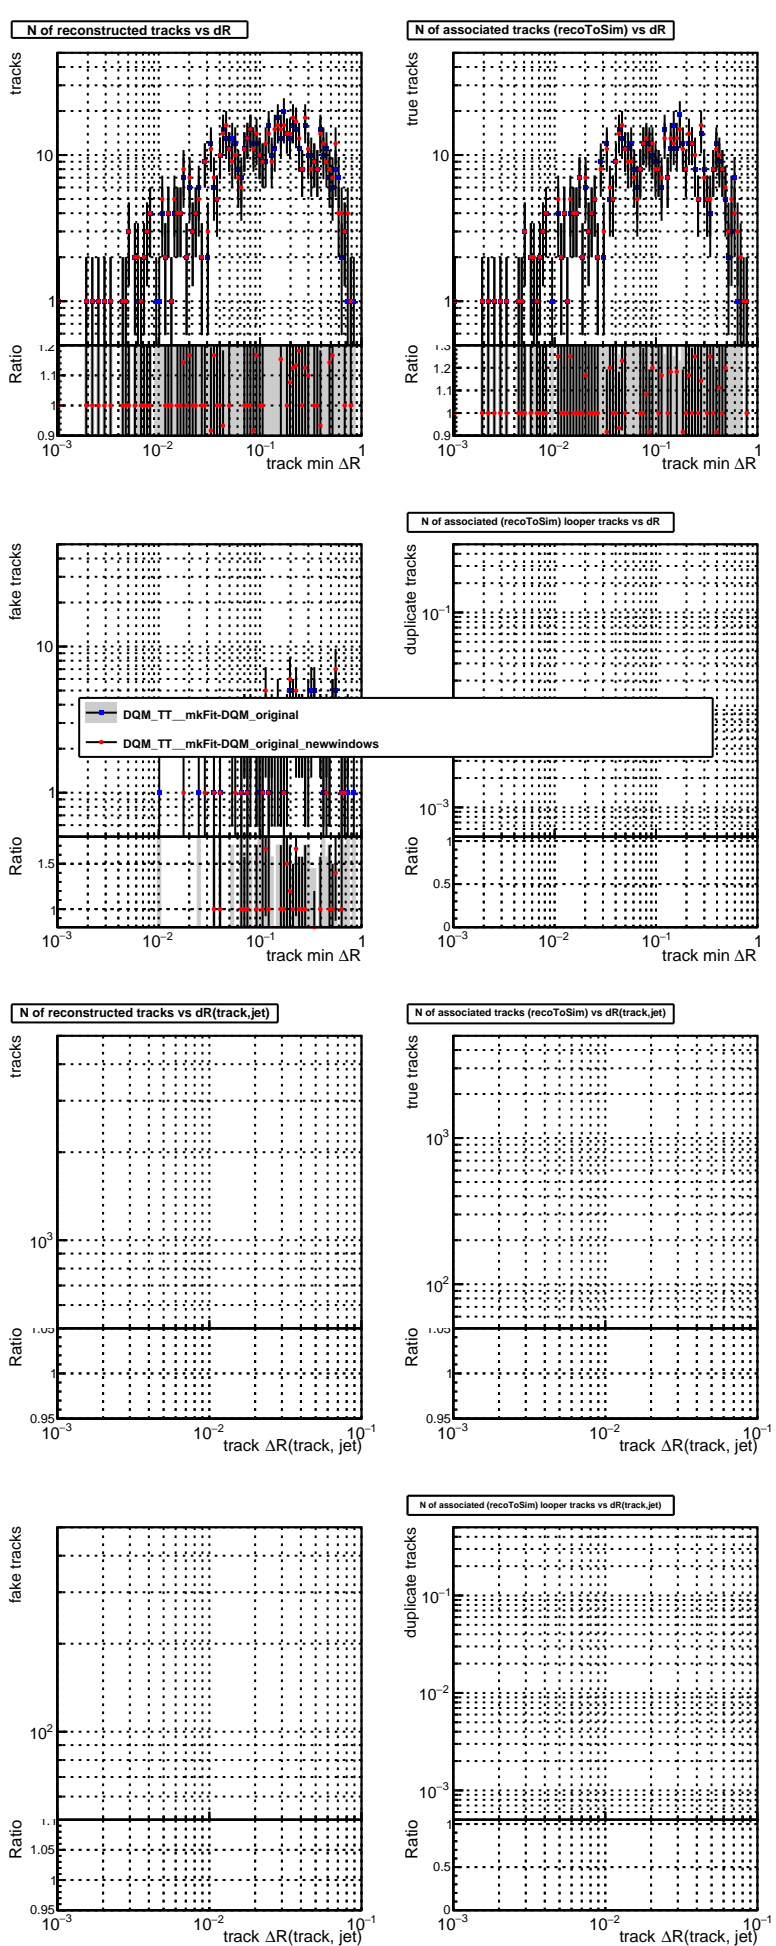 N of reconstructed tracks vs dR
tracks
10
1
Ratio
1.2
1.1
1
0.9
10−3
10−2
10−1
1
track min ΔR
N of associated tracks (recoToSim) vs dR
true tracks
10
1
Ratio
1.3
1.2
1.1
1
0.9
10−3
10−2
10−1
1
track min ΔR
fake tracks
10
1
Ratio
1.5
1
10−3
10−2
10−1
1
track min ΔR
N of associated (recoToSim) looper tracks vs dR
duplicate tracks
10−1
10−3
Ratio
1
0.5
0
10−3
10−2
10−1
1
track min ΔR
DQM_TT__mkFit-DQM_original
DQM_TT__mkFit-DQM_original_newwindows
N of reconstructed tracks vs dR(track,jet)
tracks
103
Ratio
1.05
1
0.95
10−3
10−2
10−1
track ΔR(track, jet)
N of associated tracks (recoToSim) vs dR(track,jet)
true tracks
103
102
Ratio
1.05
1
0.95
10−3
10−2
10−1
track ΔR(track, jet)
fake tracks
102
Ratio
1.1
1.05
1
0.95
10−3
10−2
10−1
track ΔR(track, jet)
N of associated (recoToSim) looper tracks vs dR(track,jet)
duplicate tracks
10−1
10−2
10−3
Ratio
1
0.5
0
10−3
10−2
10−1
track ΔR(track, jet)